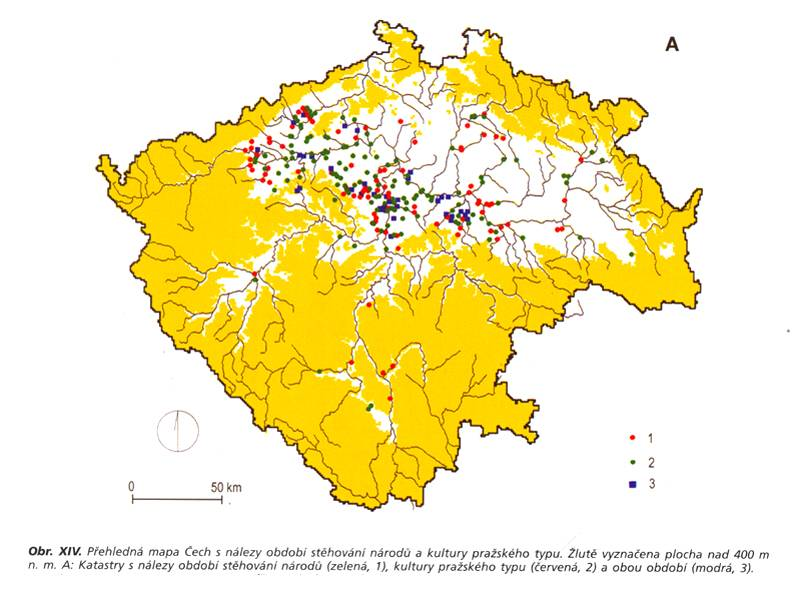 A
1
2
3
0 50 km
Obr. XIV. Přehledná mapa Čech s nálezy období stěhování národů a kultury pražského typu. Žlutě vyznačena plocha nad 400 m
n. m. A: Katastry s nálezy období stěhování národů (zelená, 1), kultury pražského typu (červená, 2) a obou období (modrá, 3).